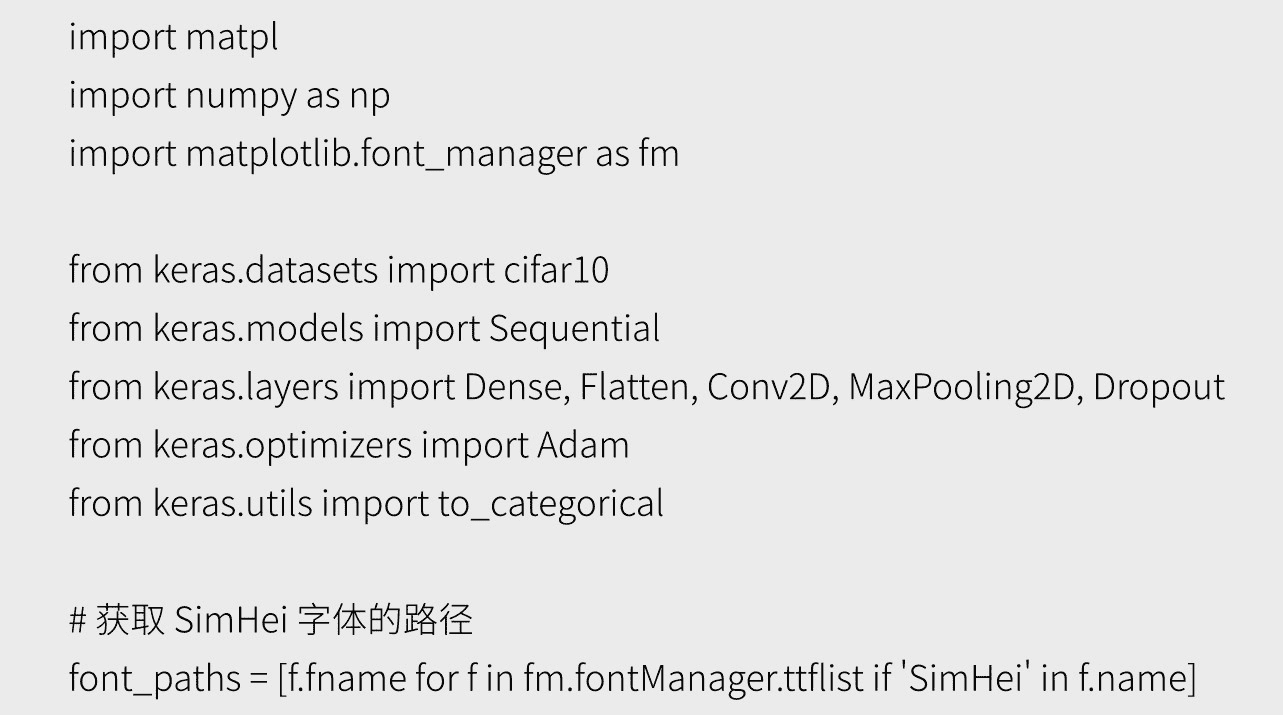 import matpl
import numpy as np
import matplotlib.font_manager as fm
from keras.datasets import cifar10
from keras.models import Sequential
from keras.layers import Dense, Flatten, Conv2D, MaxPooling2D, Dropout
from keras.optimizers import Adam
from keras.utils import to_categorical
# 获取 SimHei 字体的路径
font_paths = [f.fname for f in fm.fontManager.ttflist if 'SimHei' in f.name]